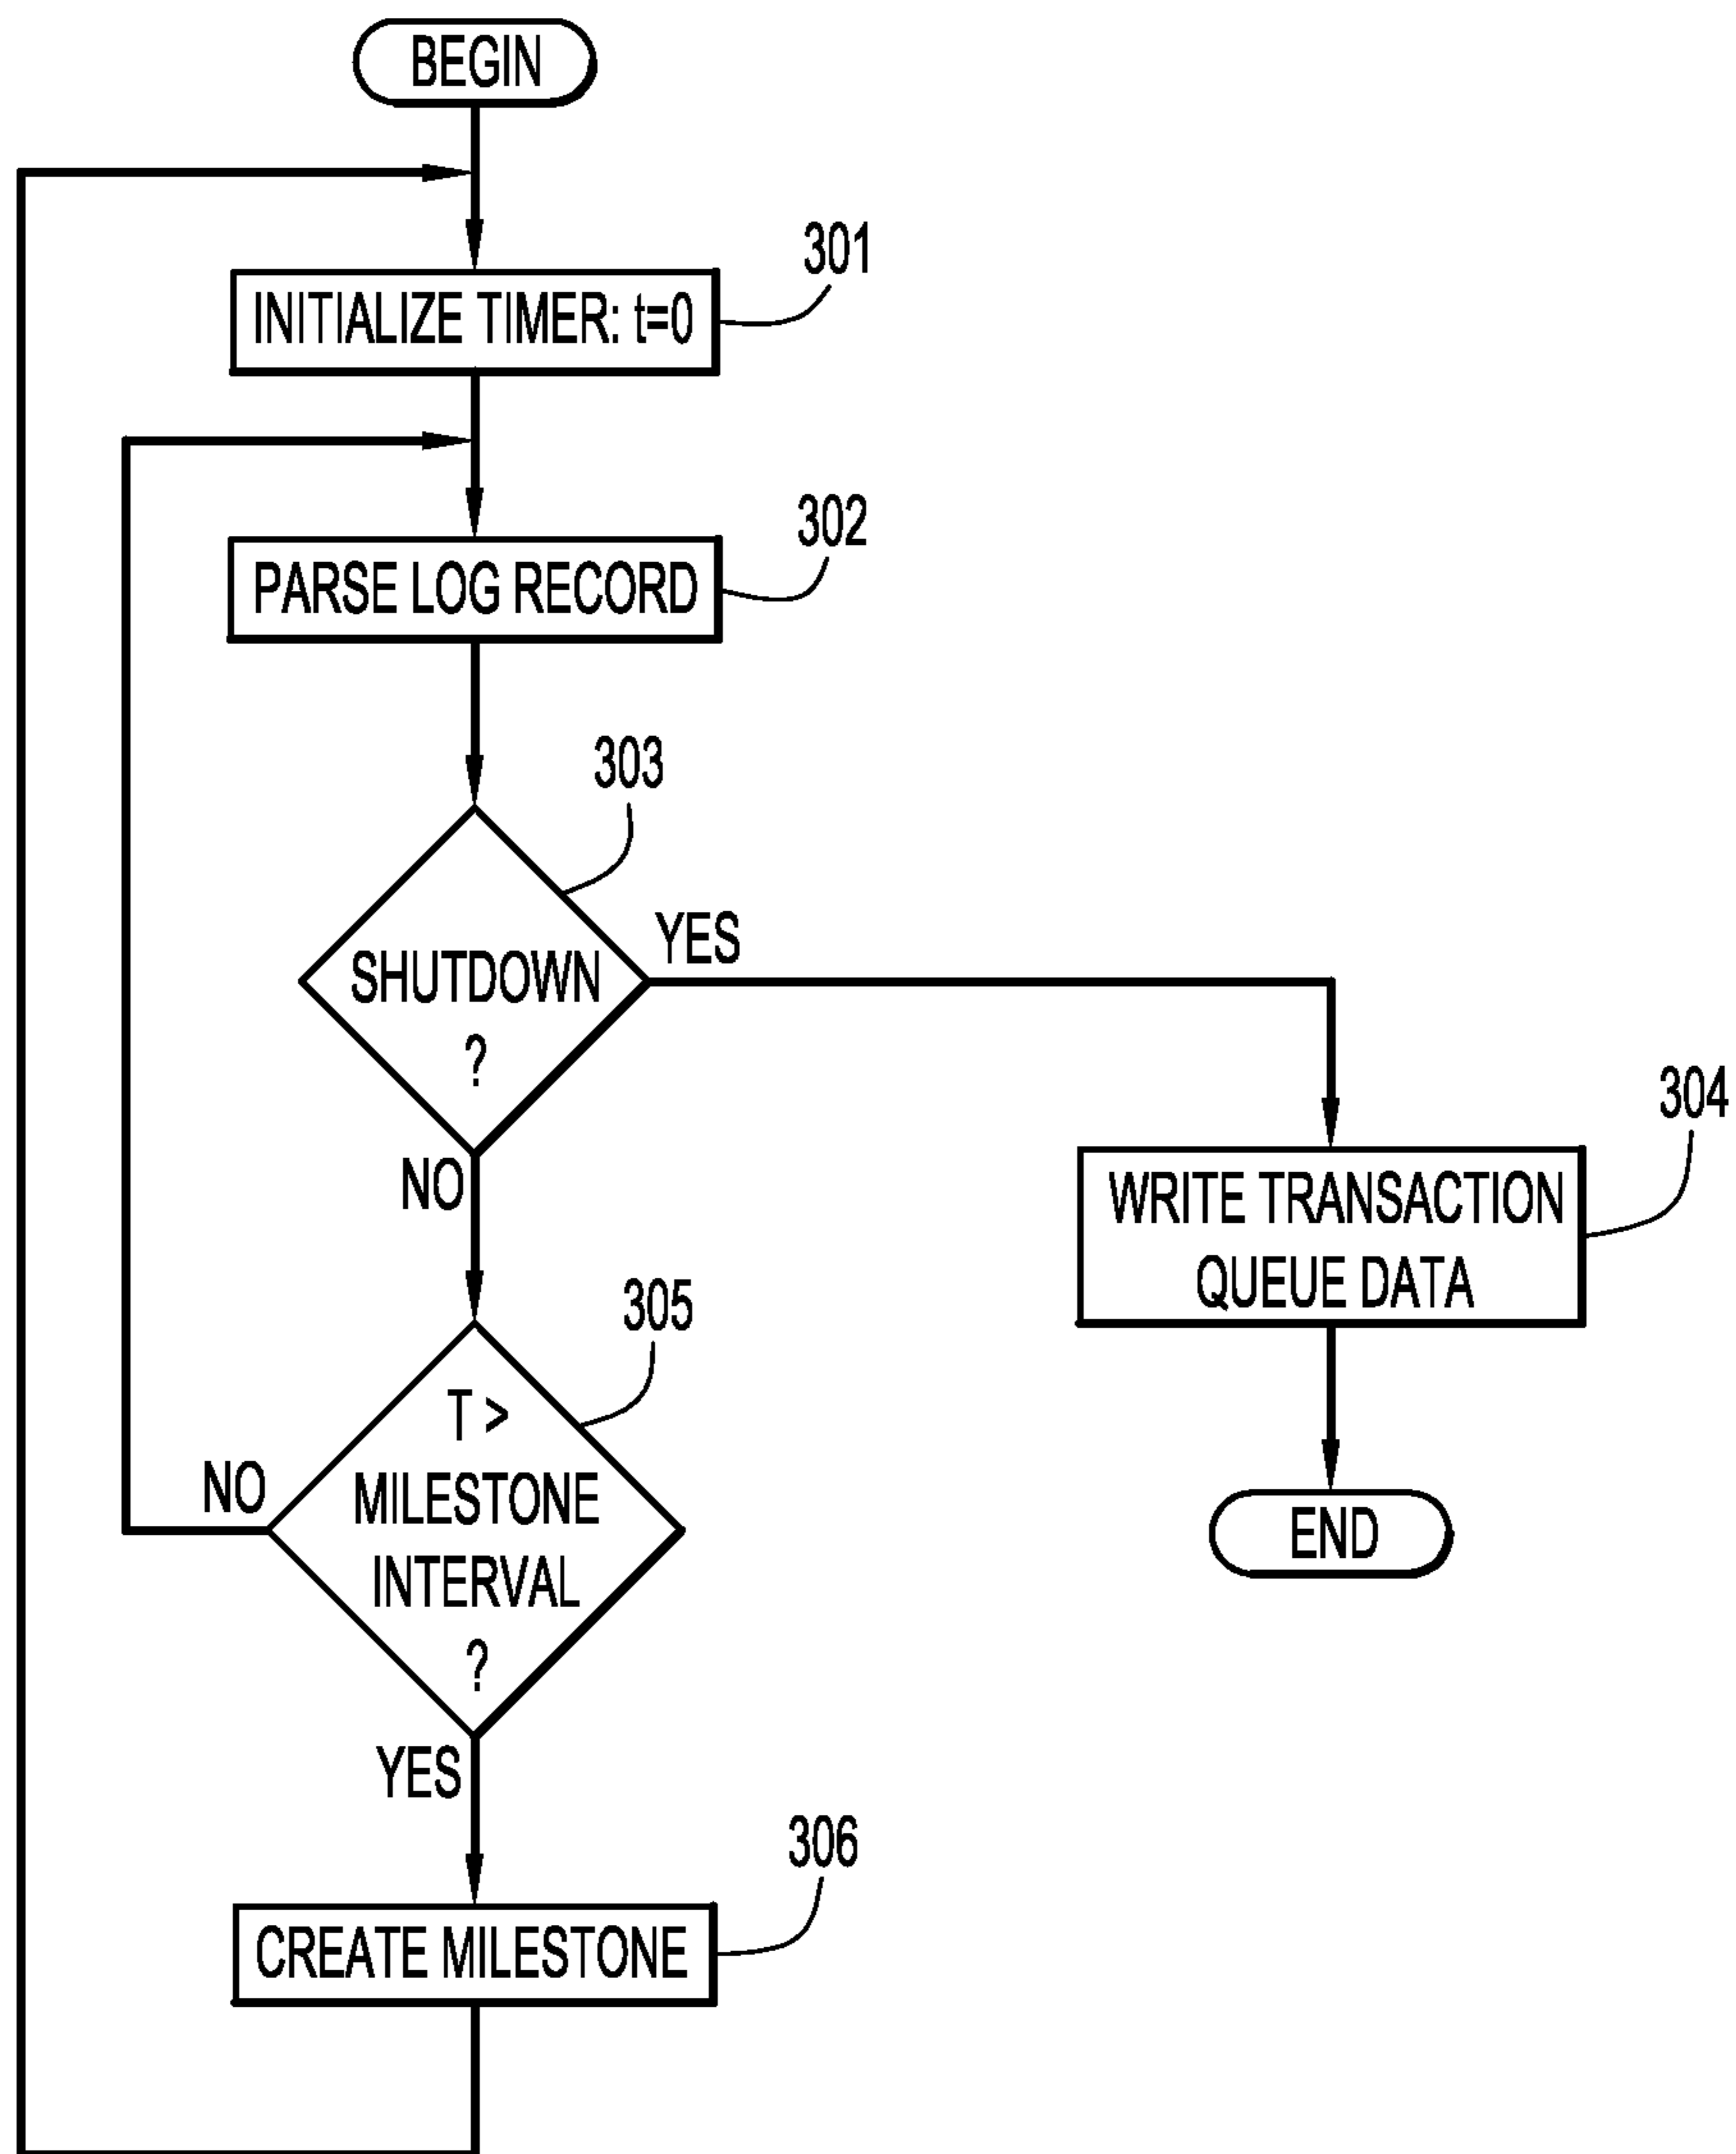 BEGIN
301
INITIALIZE TIMER: t=0
302
PARSE LOG RECORD
303
YES
SHUTDOWN
?
304
NO
WRITE TRANSACTION
QUEUE DATA
305
T >
NO
MILESTONE
INTERVAL
?
END
YES
306
CREATE MILESTONE